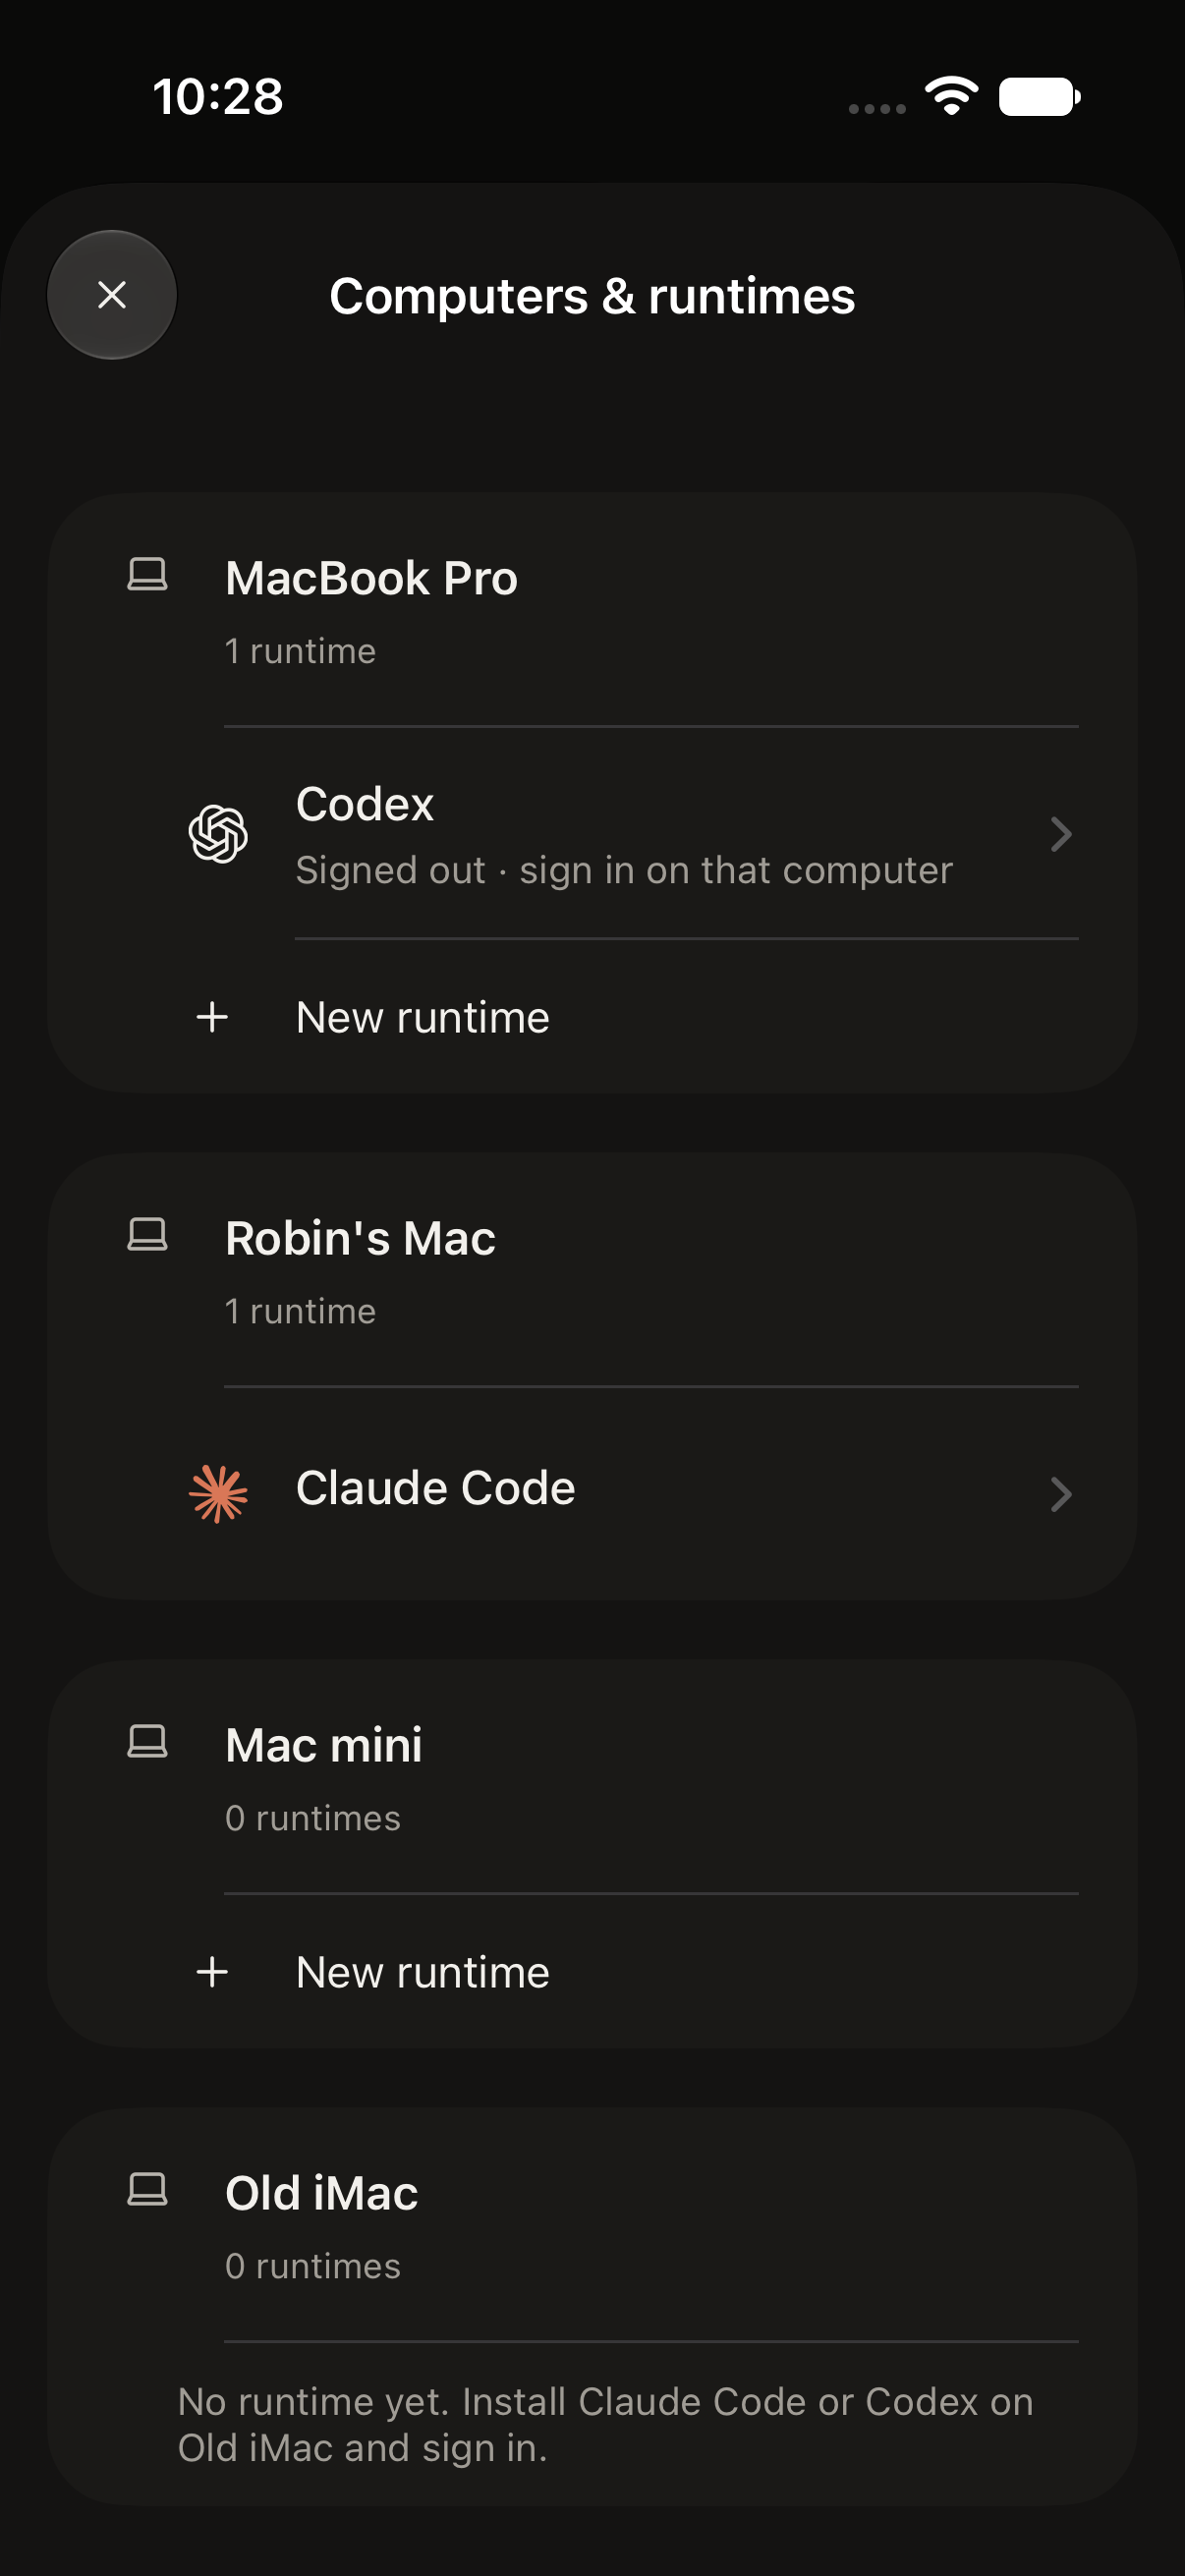 10:28
Computers & runtimes
MacBook Pro
1 runtime
Codex
Signed out · sign in on that computer
New runtime
Robin's Mac
1 runtime
Claude Code
Mac mini
0 runtimes
New runtime
Old iMac
0 runtimes
No runtime yet. Install Claude Code or Codex on
Old iMac and sign in.